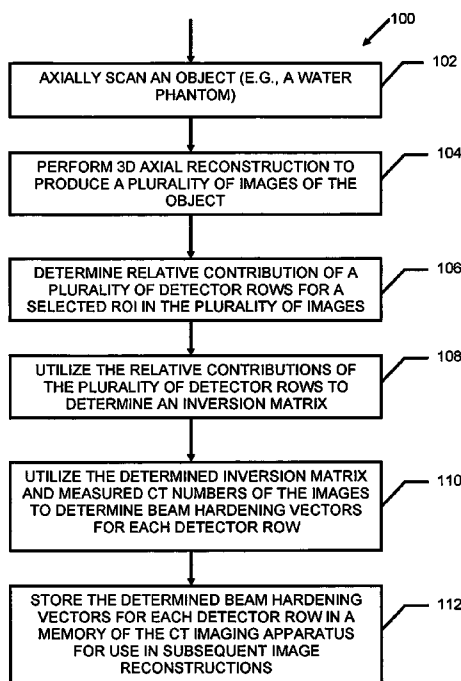 100
AXIALLY SCAN AN OBJECT (E.G., A WATER
PHANTOM)
102
PERFORM 3D AXIAL RECONSTRUCTION TO
PRODUCE A PLURALITY OF IMAGES OF THE
OBJECT
104
DETERMINE RELATIVE CONTRIBUTION OF A
PLURALITY OF DETECTOR ROWS FOR A
SELECTED ROI IN THE PLURALITY OF IMAGES
106
UTILIZE THE RELATIVE CONTRIBUTIONS OF
THE PLURALITY OF DETECTOR ROWS TO
DETERMINE AN INVERSION MATRIX
108
UTILIZE THE DETERMINED INVERSION MATRIX
AND MEASURED CT NUMBERS OF THE IMAGES
TO DETERMINE BEAM HARDENING VECTORS
FOR EACH DETECTOR ROW
110
STORE THE DETERMINED BEAM HARDENING
VECTORS FOR EACH DETECTOR ROW IN A
MEMORY OF THE CT IMAGING APPARATUS
FOR USE IN SUBSEQUENT IMAGE
RECONSTRUCTIONS
112